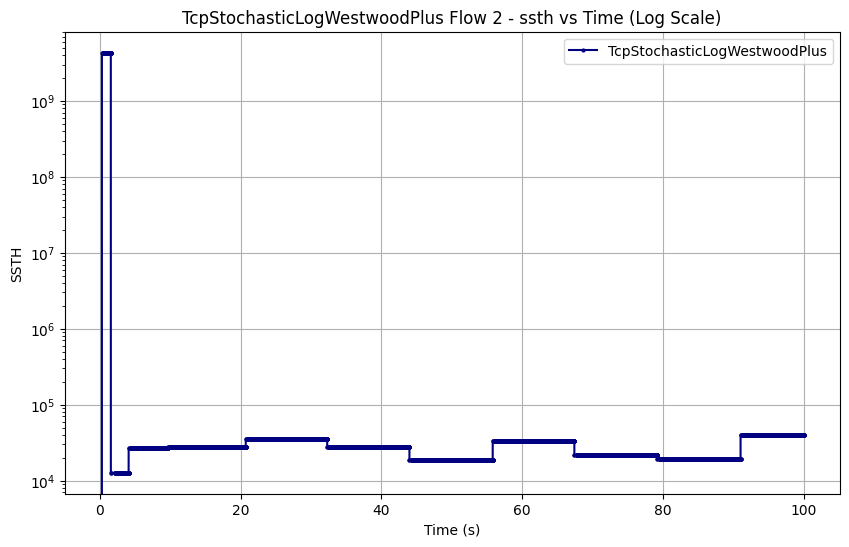 TcpStochasticLogWestwoodPlus Flow 2 - ssth vs Time (Log Scale)
TcpStochasticLogWestwoodPlus
10⁹
10⁸
10⁷
10⁶
10⁵
10⁴
SSTH
0 20 40 60 80 100
Time (s)